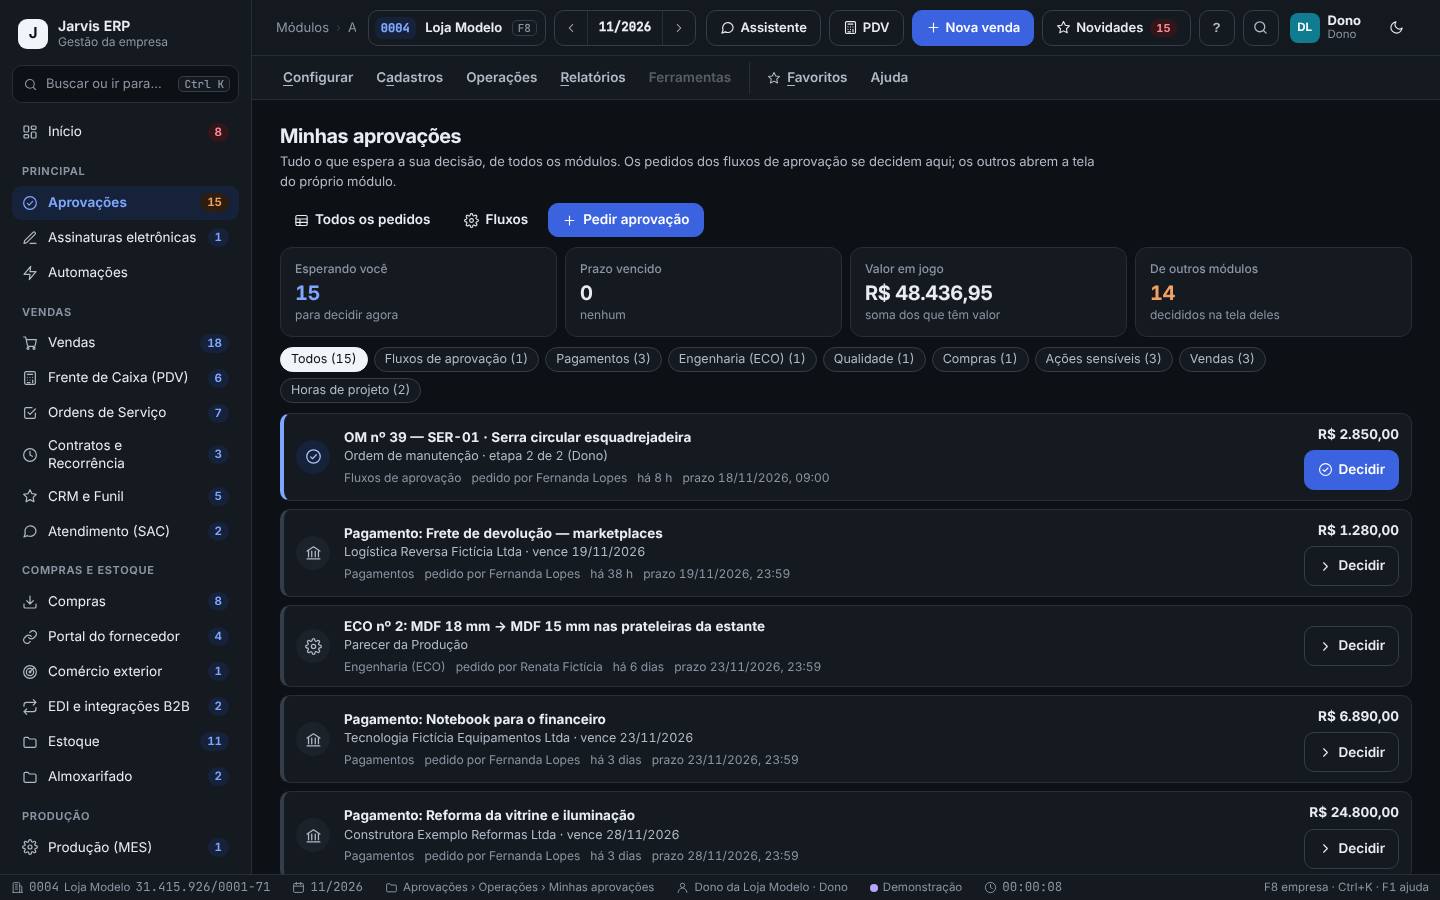 J
Jarvis ERP
Gestão da empresa
Buscar ou ir para... Ctrl K
Início 8
PRINCIPAL
Aprovações 15
Assinaturas eletrônicas 1
Automações
VENDAS
Vendas 18
Frente de Caixa (PDV) 6
Ordens de Serviço 7
Contratos e
Recorrência 3
CRM e Funil 5
Atendimento (SAC) 2
COMPRAS E ESTOQUE
Compras 8
Portal do fornecedor 4
Comércio exterior 1
EDI e integrações B2B 2
Estoque 11
Almoxarifado 2
PRODUÇÃO
Produção (MES) 1
Módulos › A 0004 Loja Modelo F8 ‹ 11/2026 › Assistente PDV + Nova venda Novidades 15 ? DL Dono
Dono
Configurar Cadastros Operações Relatórios Ferramentas Favoritos Ajuda
Minhas aprovações
Tudo o que espera a sua decisão, de todos os módulos. Os pedidos dos fluxos de aprovação se decidem aqui; os outros abrem a tela
do próprio módulo.
Todos os pedidos Fluxos + Pedir aprovação
Esperando você
15
para decidir agora
Prazo vencido
0
nenhum
Valor em jogo
R$ 48.436,95
soma dos que têm valor
De outros módulos
14
decididos na tela deles
Todos (15) Fluxos de aprovação (1) Pagamentos (3) Engenharia (ECO) (1) Qualidade (1) Compras (1) Ações sensíveis (3) Vendas (3)
Horas de projeto (2)
OM nº 39 — SER-01 · Serra circular esquadrejadeira
Ordem de manutenção · etapa 2 de 2 (Dono)
Fluxos de aprovação pedido por Fernanda Lopes há 8 h prazo 18/11/2026, 09:00
R$ 2.850,00
Decidir
Pagamento: Frete de devolução — marketplaces
Logística Reversa Fictícia Ltda · vence 19/11/2026
Pagamentos pedido por Fernanda Lopes há 38 h prazo 19/11/2026, 23:59
R$ 1.280,00
Decidir
ECO nº 2: MDF 18 mm → MDF 15 mm nas prateleiras da estante
Parecer da Produção
Engenharia (ECO) pedido por Renata Fictícia há 6 dias prazo 23/11/2026, 23:59
Decidir
Pagamento: Notebook para o financeiro
Tecnologia Fictícia Equipamentos Ltda · vence 23/11/2026
Pagamentos pedido por Fernanda Lopes há 3 dias prazo 23/11/2026, 23:59
R$ 6.890,00
Decidir
Pagamento: Reforma da vitrine e iluminação
Construtora Exemplo Reformas Ltda · vence 28/11/2026
Pagamentos pedido por Fernanda Lopes há 3 dias prazo 28/11/2026, 23:59
R$ 24.800,00
Decidir
0004 Loja Modelo 31.415.926/0001-71 11/2026 Aprovações › Operações › Minhas aprovações Dono da Loja Modelo · Dono Demonstração 00:00:08 F8 empresa · Ctrl+K · F1 ajuda